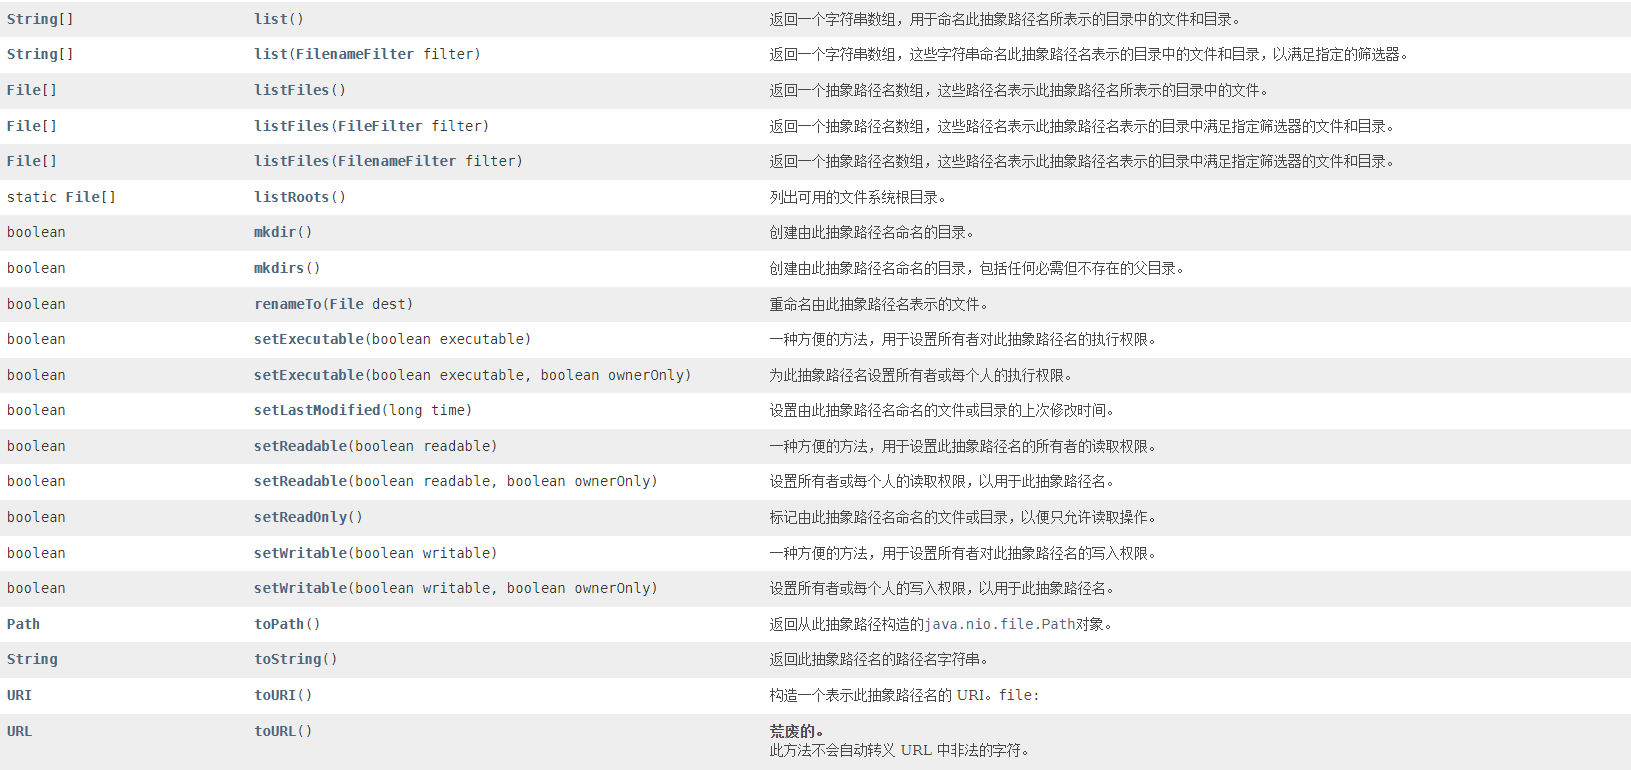 String[] list() 返回一个字符串数组，用于命名此抽象路径名所表示的目录中的文件和目录。
String[] list(FilenameFilter filter) 返回一个字符串数组，这些字符串命名此抽象路径名表示的目录中的文件和目录，以满足指定的筛选器。
File[] listFiles() 返回一个抽象路径名数组，这些路径名表示此抽象路径名所表示的目录中的文件。
File[] listFiles(FileFilter filter) 返回一个抽象路径名数组，这些路径名表示此抽象路径名表示的目录中满足指定筛选器的文件和目录。
File[] listFiles(FilenameFilter filter) 返回一个抽象路径名数组，这些路径名表示此抽象路径名表示的目录中满足指定筛选器的文件和目录。
static File[] listRoots() 列出可用的文件系统根目录。
boolean mkdir() 创建由此抽象路径名命名的目录。
boolean mkdirs() 创建由此抽象路径名命名的目录，包括任何必需但不存在的父目录。
boolean renameTo(File dest) 重命名由此抽象路径名表示的文件。
boolean setExecutable(boolean executable) 一种方便的方法，用于设置所有者对此抽象路径名的执行权限。
boolean setExecutable(boolean executable, boolean ownerOnly) 为此抽象路径名设置所有者或每个人的执行权限。
boolean setLastModified(long time) 设置由此抽象路径名命名的文件或目录的上次修改时间。
boolean setReadable(boolean readable) 一种方便的方法，用于设置此抽象路径名的所有者的读取权限。
boolean setReadable(boolean readable, boolean ownerOnly) 设置所有者或每个人的读取权限，以用于此抽象路径名。
boolean setReadOnly() 标记由此抽象路径名命名的文件或目录，以便只允许读取操作。
boolean setWritable(boolean writable) 一种方便的方法，用于设置所有者对此抽象路径名的写入权限。
boolean setWritable(boolean writable, boolean ownerOnly) 设置所有者或每个人的写入权限，以用于此抽象路径名。
Path toPath() 返回从此抽象路径构造的java.nio.file.Path对象。
String toString() 返回此抽象路径名的路径名字符串。
URI toURI() 构造一个表示此抽象路径名的 URI。file:
URL toURL() 荒废的。
此方法不会自动转义 URL 中非法的字符。